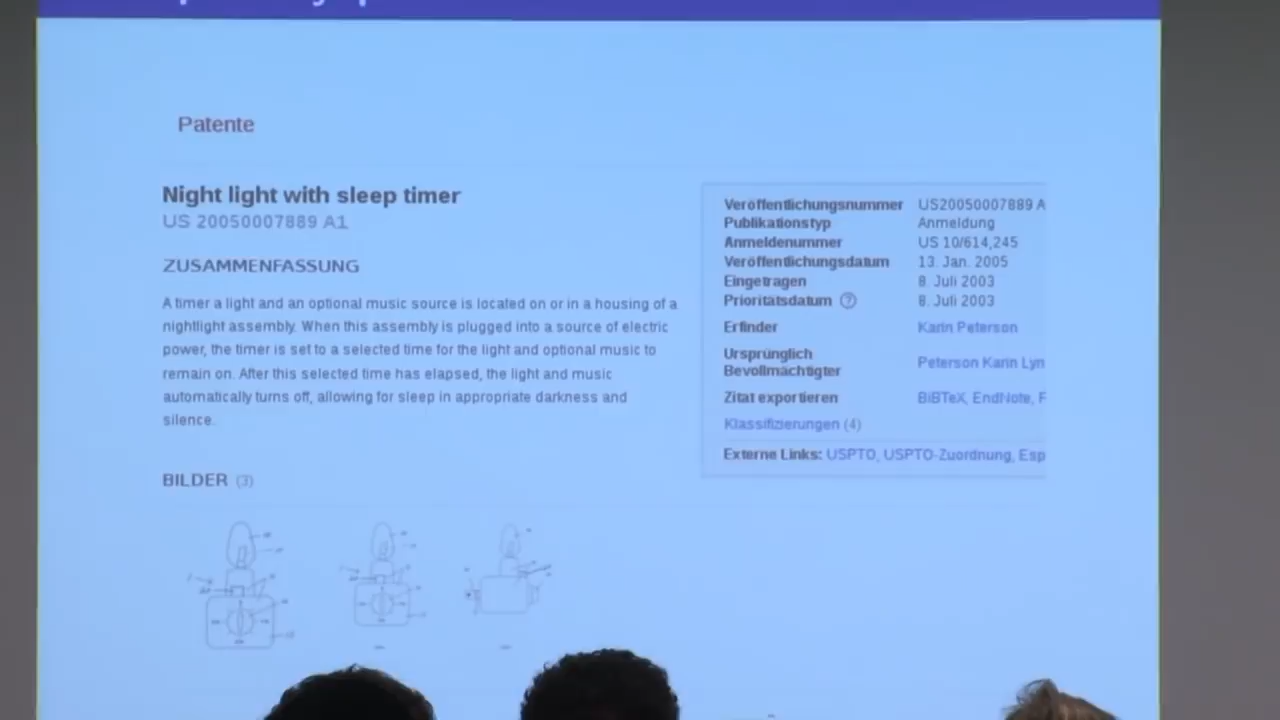 Patente
Night light with sleep timer
US 20050007889 A1
ZUSAMMENFASSUNG
A timer a light and an optional music source is located on or in a housing of a
nightlight assembly. When this assembly is plugged into a source of electric
power, the timer is set to a selected time for the light and optional music to
remain on. After this selected time has elapsed, the light and music
automatically turns off, allowing for sleep in appropriate darkness and
silence.
BILDER (3)
Veröffentlichungsnummer US20050007889 A
Publikationstyp Anmeldung
Anmeldenummer US 10/614,245
Veröffentlichungsdatum 13. Jan. 2005
Eingetragen 8. Juli 2003
Prioritätsdatum ? 8. Juli 2003
Erfinder Karin Peterson
Ursprünglich
Bevollmächtigter Peterson Karin Lyn
Zitat exportieren BiBTeX, EndNote, F
Klassifizierungen (4)
Externe Links: USPTO, USPTO-Zuordnung, Esp